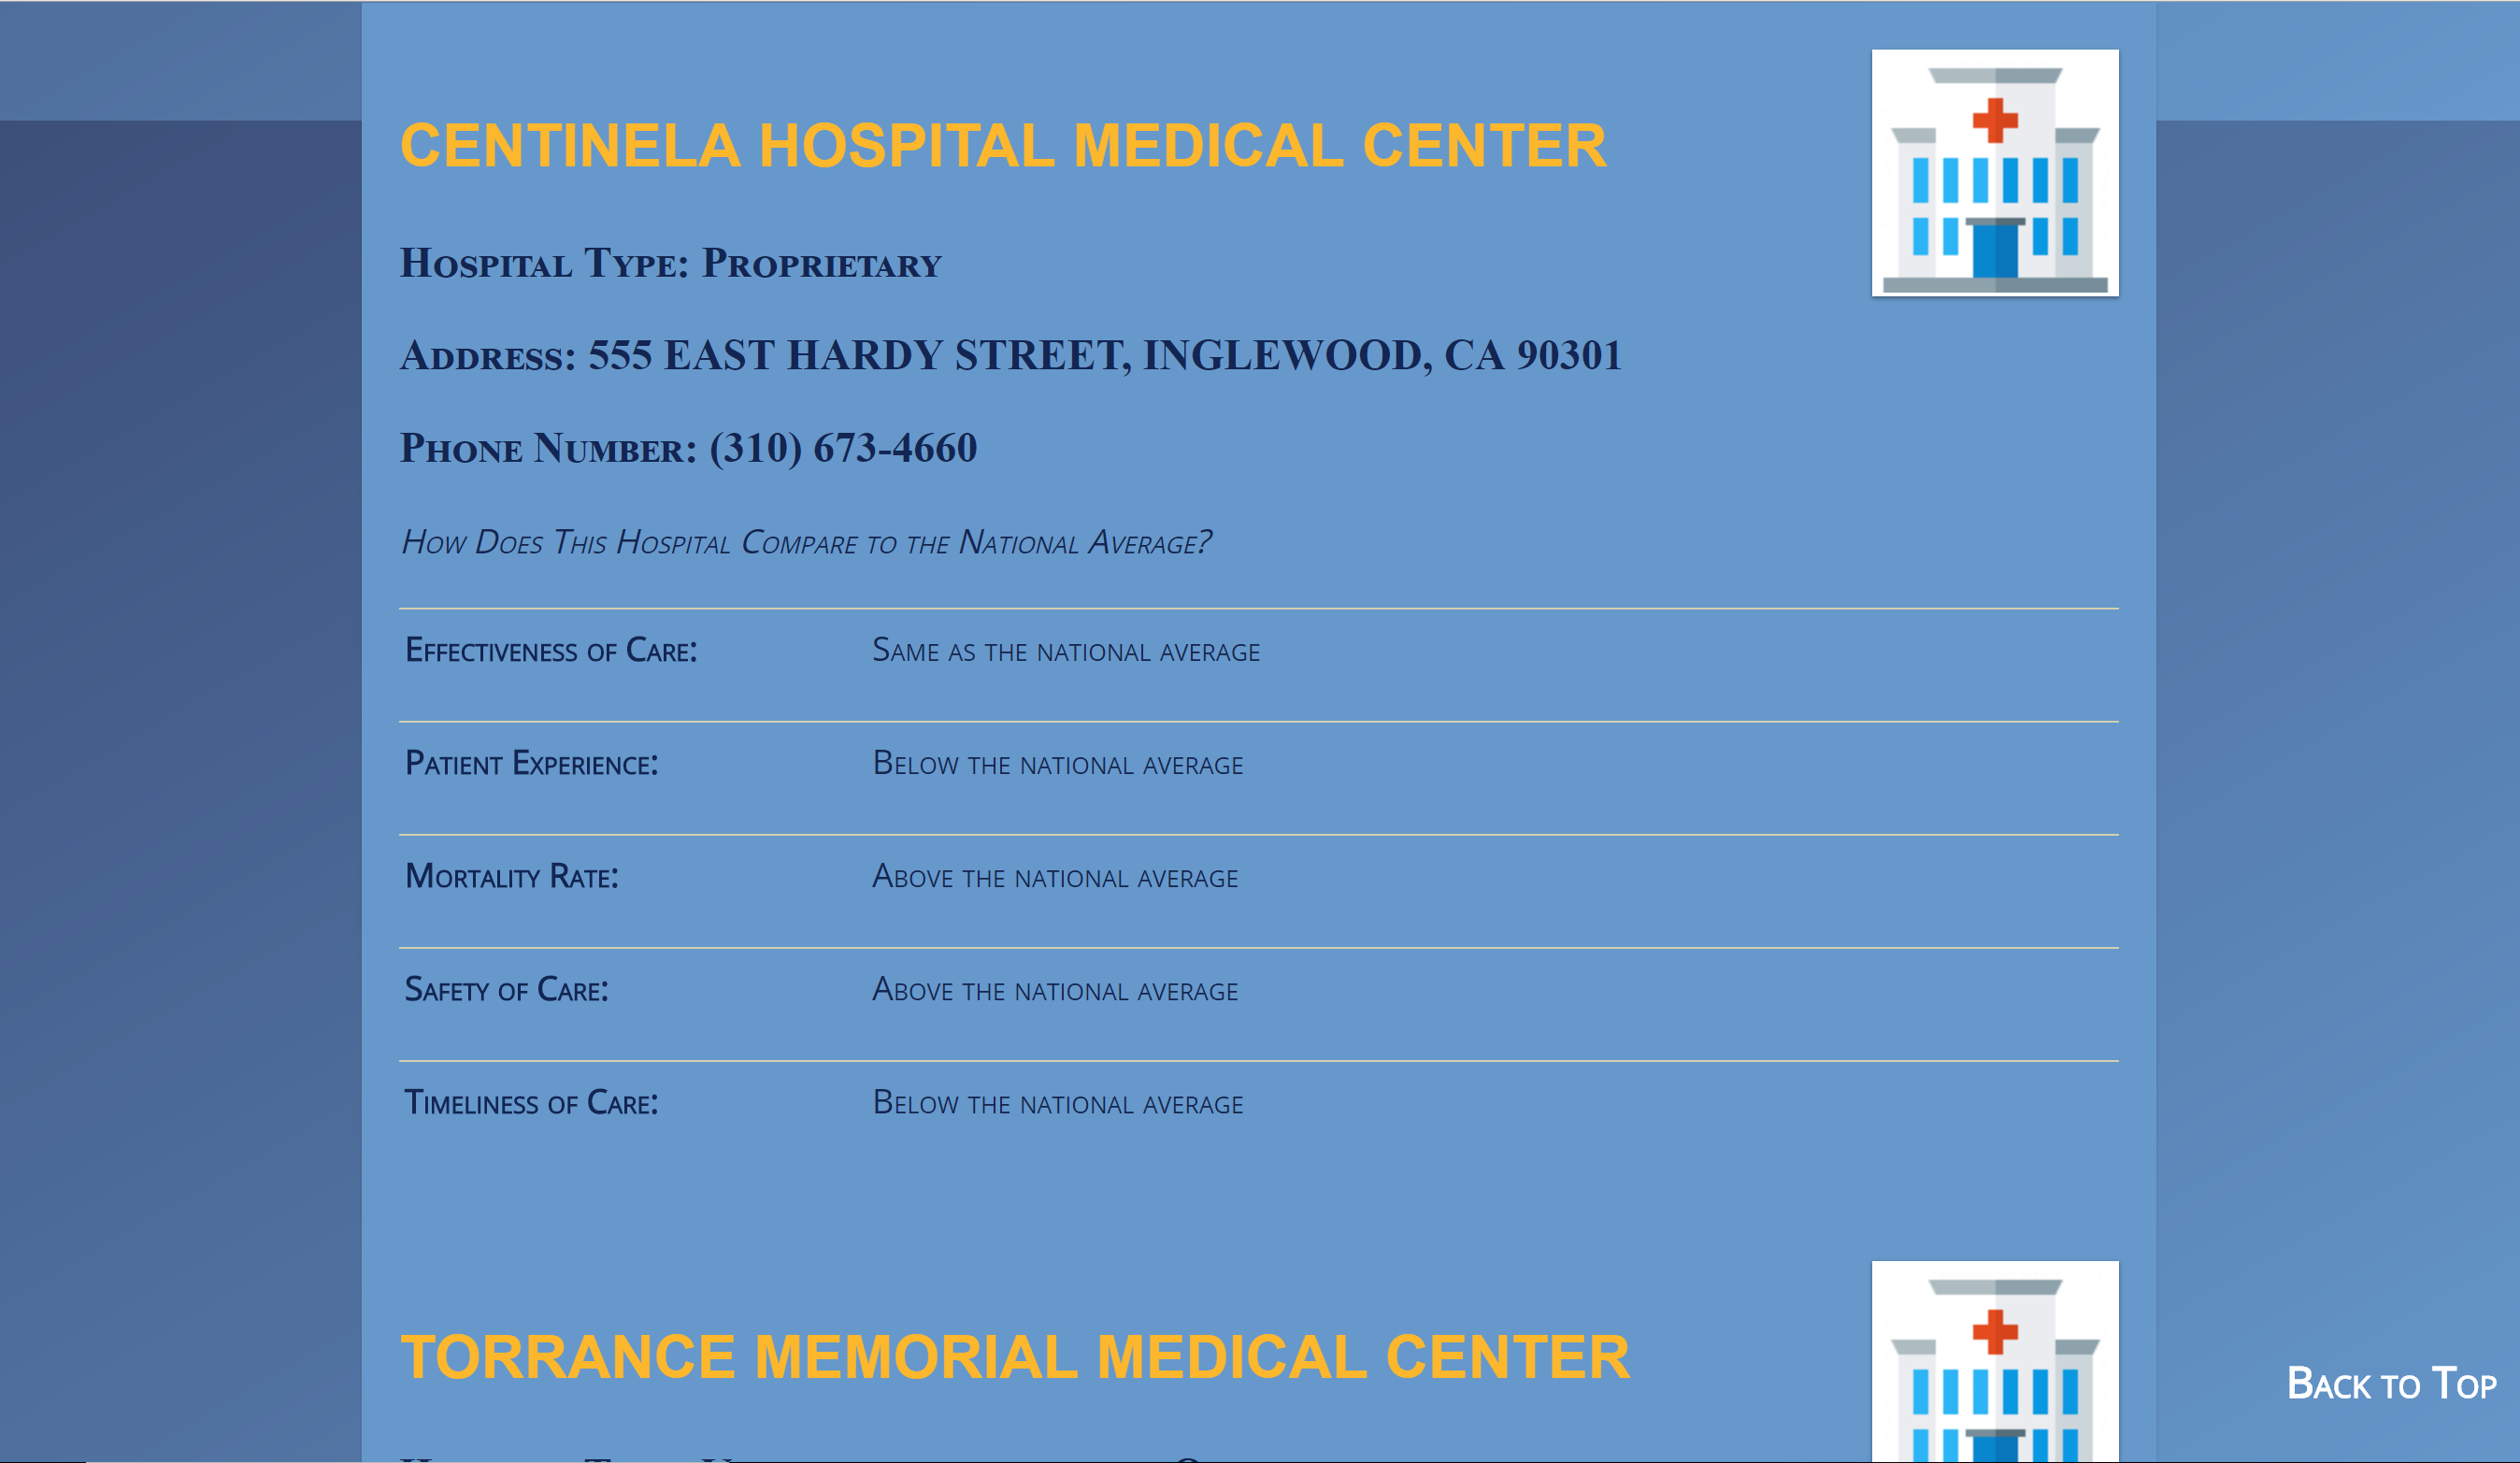 CENTINELA HOSPITAL MEDICAL CENTER
Hospital Type: Proprietary
Address: 555 EAST HARDY STREET, INGLEWOOD, CA 90301
Phone Number: (310) 673-4660
How Does This Hospital Compare to the National Average?
Effectiveness of Care: Same as the national average
Patient Experience: Below the national average
Mortality Rate: Above the national average
Safety of Care: Above the national average
Timeliness of Care: Below the national average
TORRANCE MEMORIAL MEDICAL CENTER
Back to Top